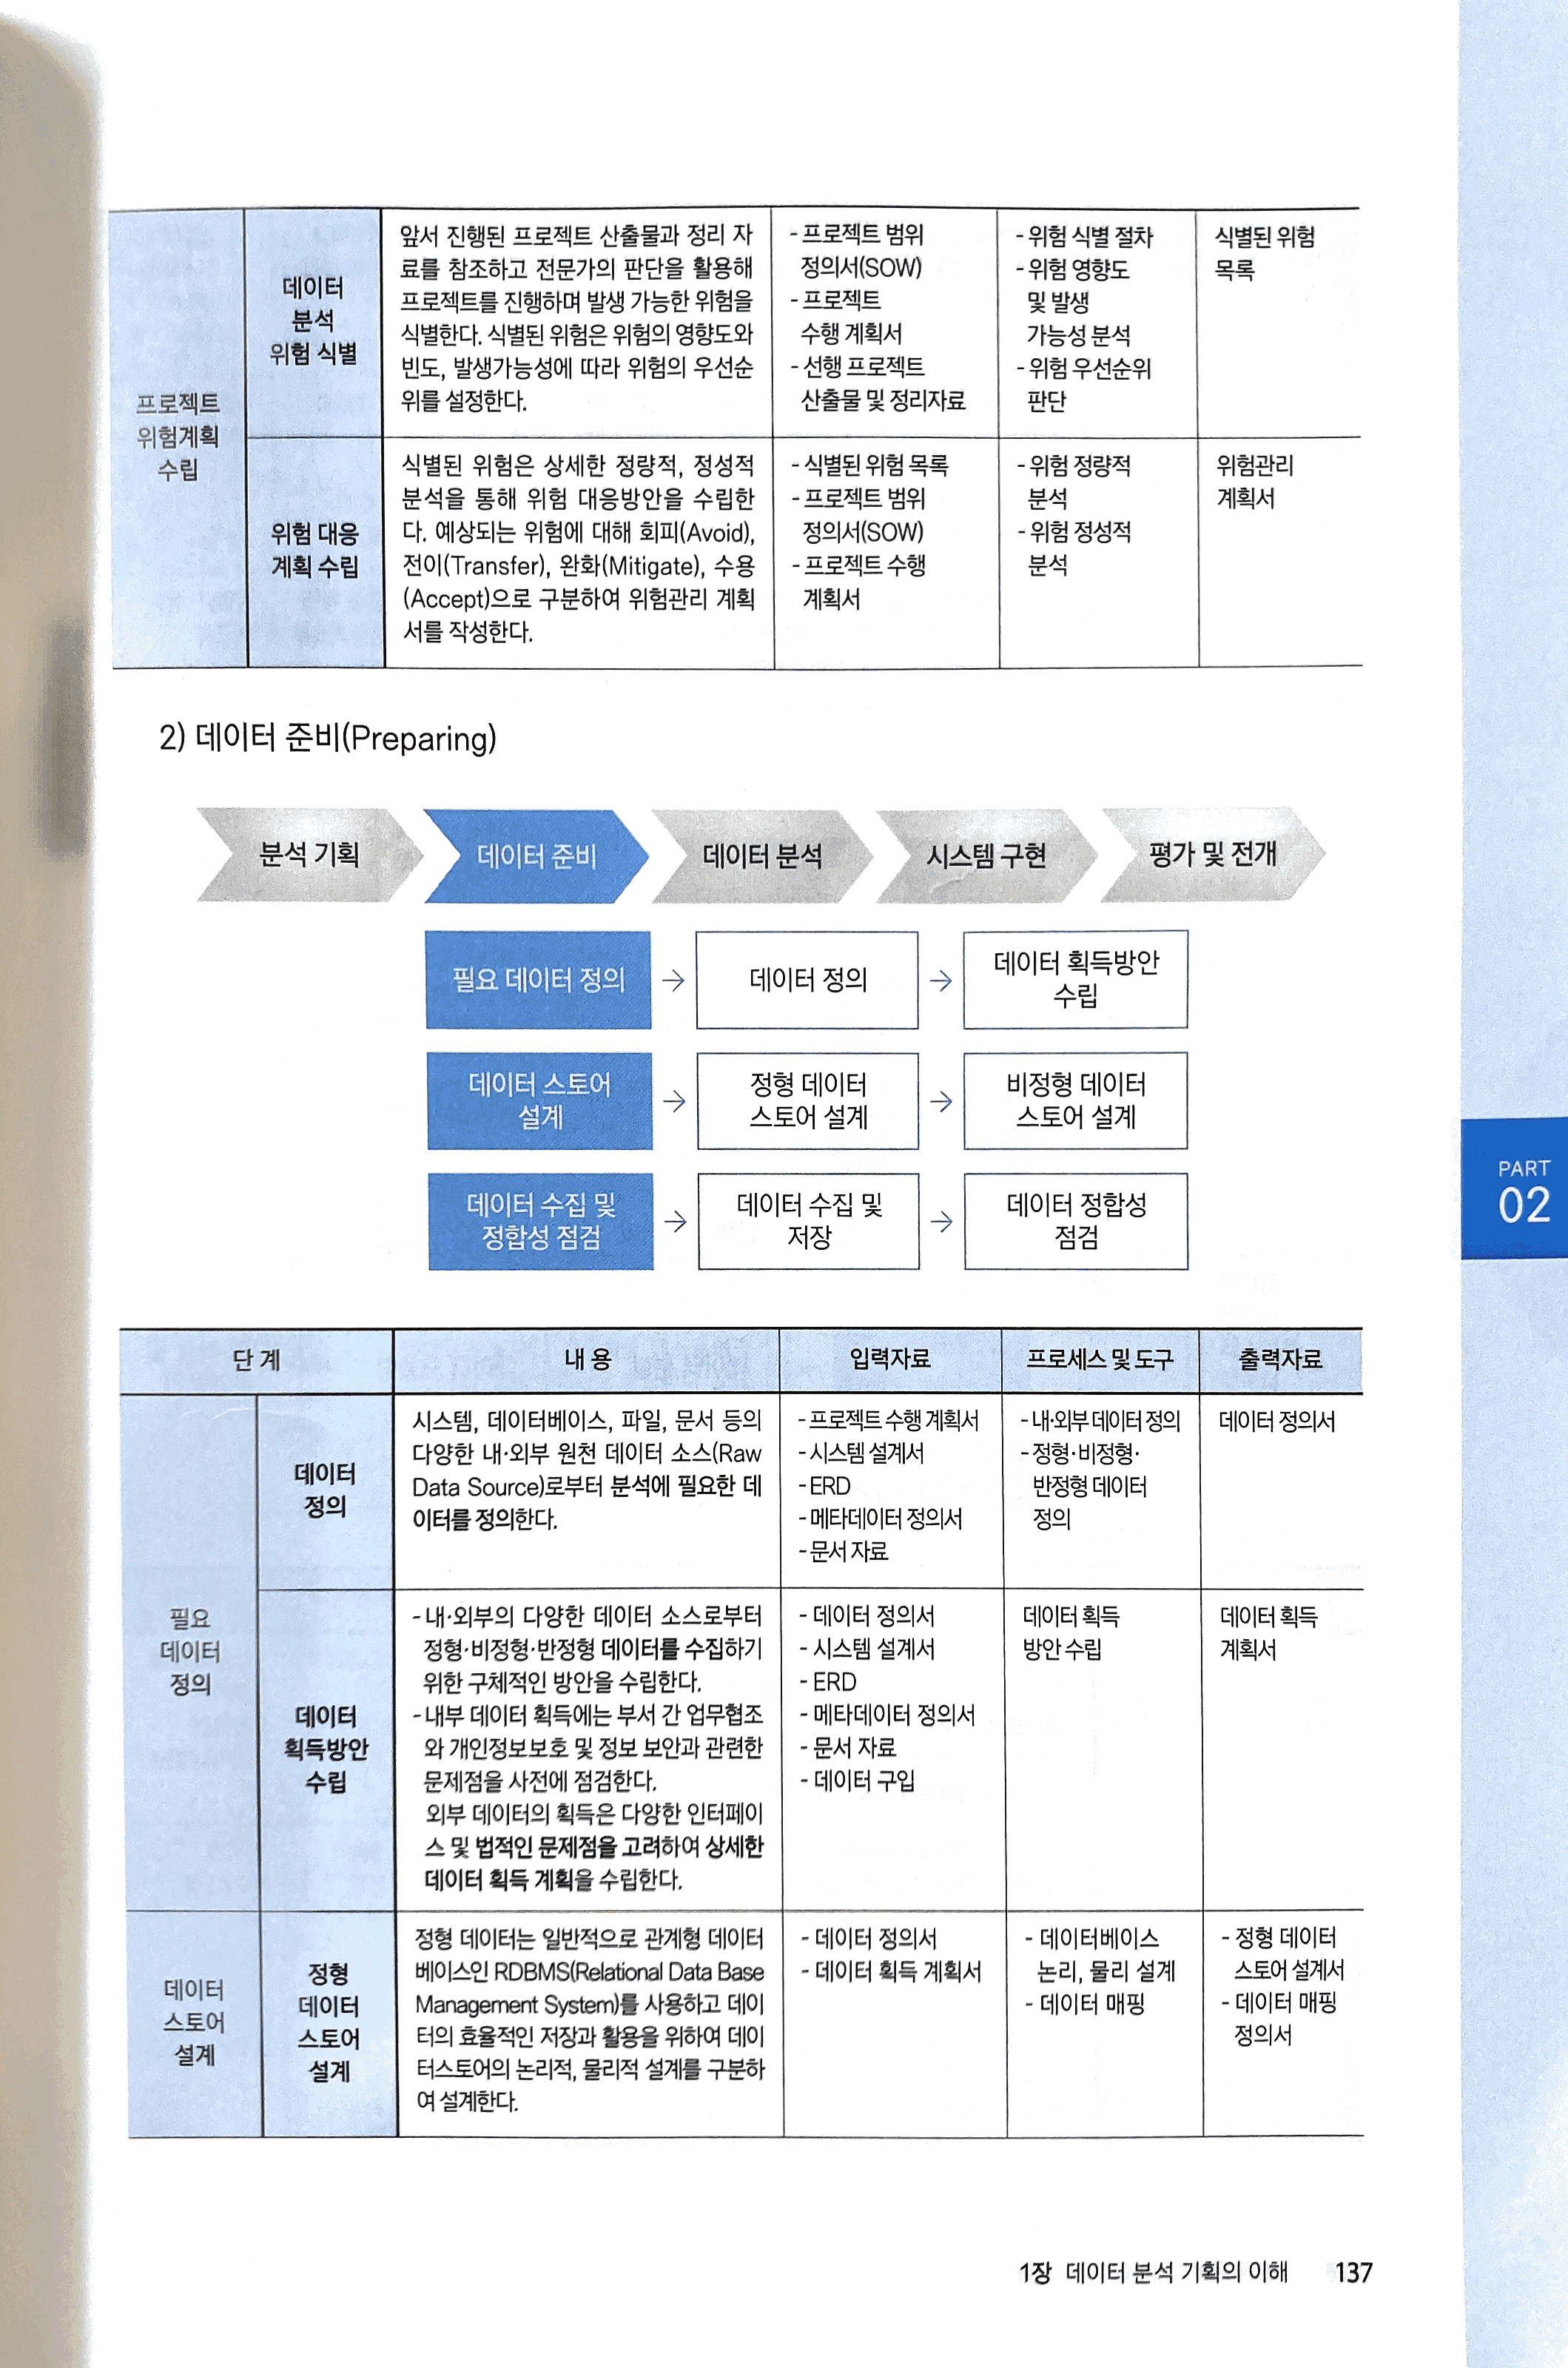 프로젝트
위험계획
수립
데이터
분석
위험 식별
앞서 진행된 프로젝트 산출물과 정리 자
료를 참조하고 전문가의 판단을 활용해
프로젝트를 진행하며 발생 가능한 위험을
식별한다. 식별된 위험은 위험의 영향도와
빈도, 발생가능성에 따라 위험의 우선순
위를 설정한다.
- 프로젝트 범위
정의서(SOW)
- 프로젝트
수행 계획서
- 선행 프로젝트
산출물 및 정리자료
- 위험 식별 절차
- 위험 영향도
및 발생
가능성 분석
- 위험 우선순위
판단
식별된 위험
목록
위험 대응
계획 수립
식별된 위험은 상세한 정량적, 정성적
분석을 통해 위험 대응방안을 수립한
다. 예상되는 위험에 대해 회피(Avoid),
전이(Transfer), 완화(Mitigate), 수용
(Accept)으로 구분하여 위험관리 계획
서를 작성한다.
- 식별된 위험 목록
- 프로젝트 범위
정의서(SOW)
- 프로젝트 수행
계획서
- 위험 정량적
분석
- 위험 정성적
분석
위험관리
계획서
2) 데이터 준비(Preparing)
분석 기획
데이터 준비
데이터 분석
시스템 구현
평가 및 전개
필요 데이터 정의
→
데이터 정의
→
데이터 획득방안
수립
데이터 스토어
설계
→
정형 데이터
스토어 설계
→
비정형 데이터
스토어 설계
데이터 수집 및
정합성 점검
→
데이터 수집 및
저장
→
데이터 정합성
점검
PART
02
단 계
내 용
입력자료
프로세스 및 도구
출력자료
필요
데이터
정의
데이터
정의
시스템, 데이터베이스, 파일, 문서 등의
다양한 내·외부 원천 데이터 소스(Raw
Data Source)로부터 분석에 필요한 데
이터를 정의한다.
- 프로젝트 수행 계획서
- 시스템 설계서
- ERD
- 메타데이터 정의서
- 문서 자료
- 내·외부 데이터 정의
- 정형·비정형·
반정형 데이터
정의
데이터 정의서
데이터
획득방안
수립
- 내·외부의 다양한 데이터 소스로부터
정형·비정형·반정형 데이터를 수집하기
위한 구체적인 방안을 수립한다.
- 내부 데이터 획득에는 부서 간 업무협조
와 개인정보보호 및 정보 보안과 관련한
문제점을 사전에 점검한다.
외부 데이터의 획득은 다양한 인터페이
스 및 법적인 문제점을 고려하여 상세한
데이터 획득 계획을 수립한다.
- 데이터 정의서
- 시스템 설계서
- ERD
- 메타데이터 정의서
- 문서 자료
- 데이터 구입
데이터 획득
방안 수립
데이터 획득
계획서
데이터
스토어
설계
정형
데이터
스토어
설계
정형 데이터는 일반적으로 관계형 데이터
베이스인 RDBMS(Relational Data Base
Management System)를 사용하고 데이
터의 효율적인 저장과 활용을 위하여 데이
터스토어의 논리적, 물리적 설계를 구분하
여 설계한다.
- 데이터 정의서
- 데이터 획득 계획서
- 데이터베이스
논리, 물리 설계
- 데이터 매핑
- 정형 데이터
스토어 설계서
- 데이터 매핑
정의서
1장 데이터 분석 기획의 이해 137